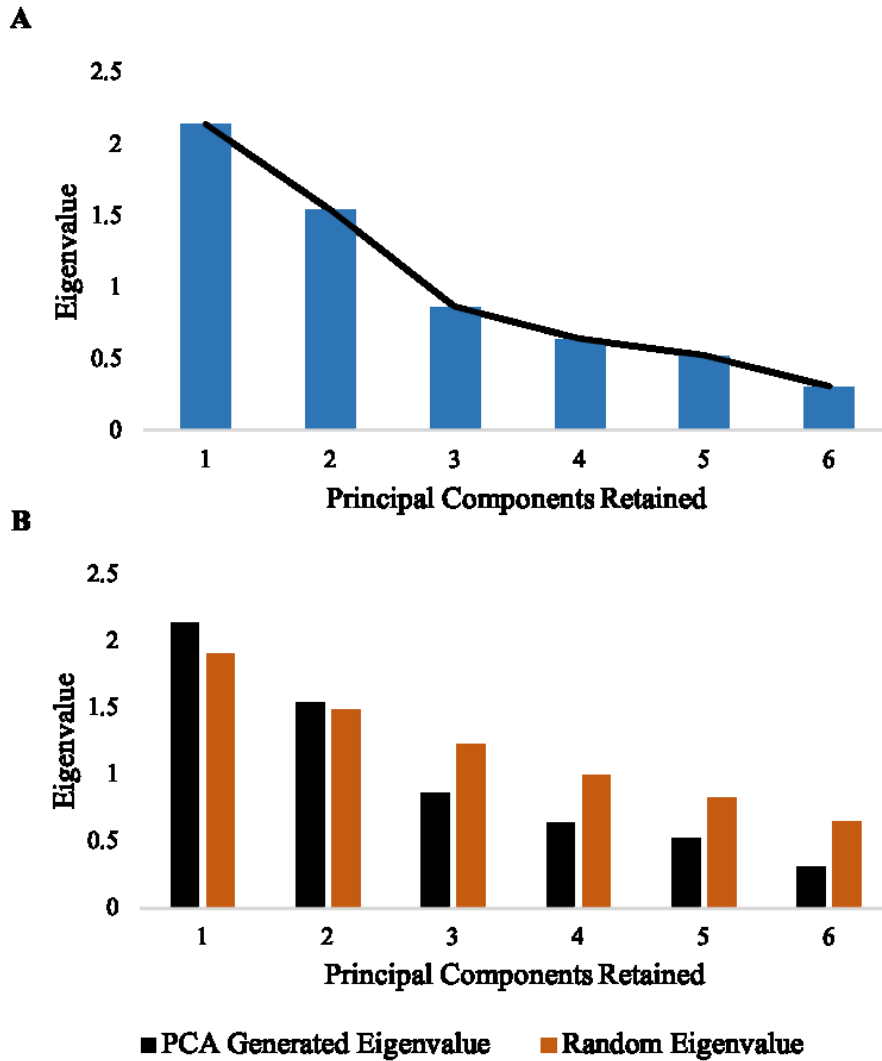 A
2.5
2
1.5
1
0.5
0
Eigenvalue
1 2 3 4 5 6
Principal Components Retained
B
2.5
2
1.5
1
0.5
0
Eigenvalue
1 2 3 4 5 6
Principal Components Retained
PCA Generated Eigenvalue Random Eigenvalue